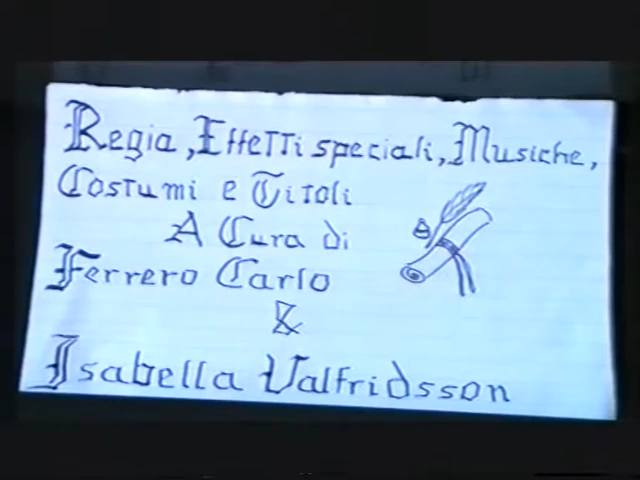 Regia, Effetti speciali, Musiche,
Costumi e Titoli
A Cura di
Ferrero Carlo
&
Isabella Valfridsson